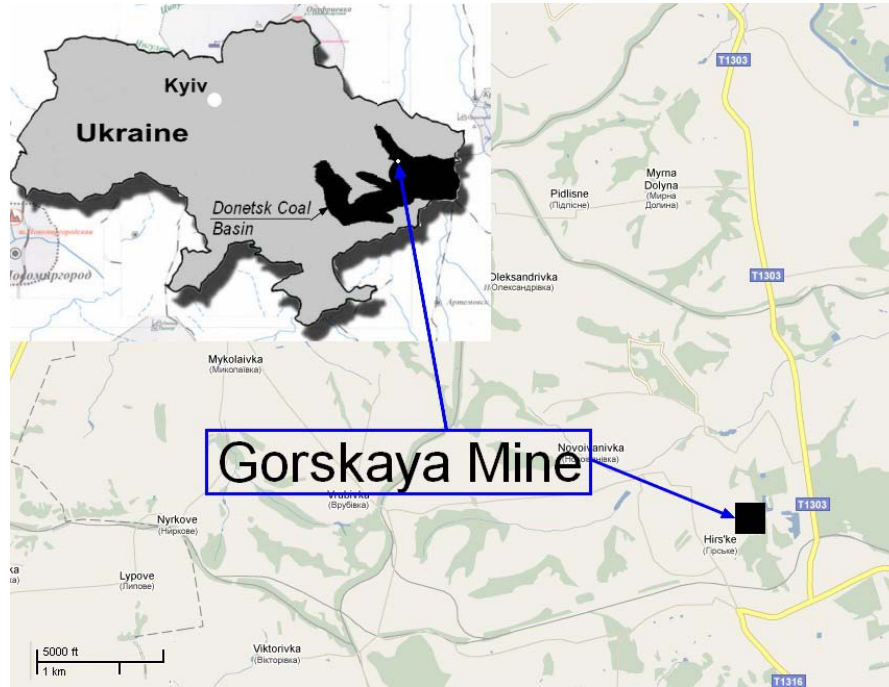 Kyiv
Ukraine
Donetsk Coal
Basin
Новомиргород
T1303
Pidlisne
(Підлісне)
Myrna
Dolyna
(Мирна
Долина)
T1303
Oleksandrivka
(Олександрівка)
Mykolaivka
(Миколаївка)
Gorskaya Mine
Novoivanivka
Vrubivka
(Врубівка)
T1303
Nyrkove
(Ниркове)
Hirs'ke
(Гірське)
Lypove
(Липове)
5000 ft
1 km
Viktorivka
(Вікторівка)
T1316